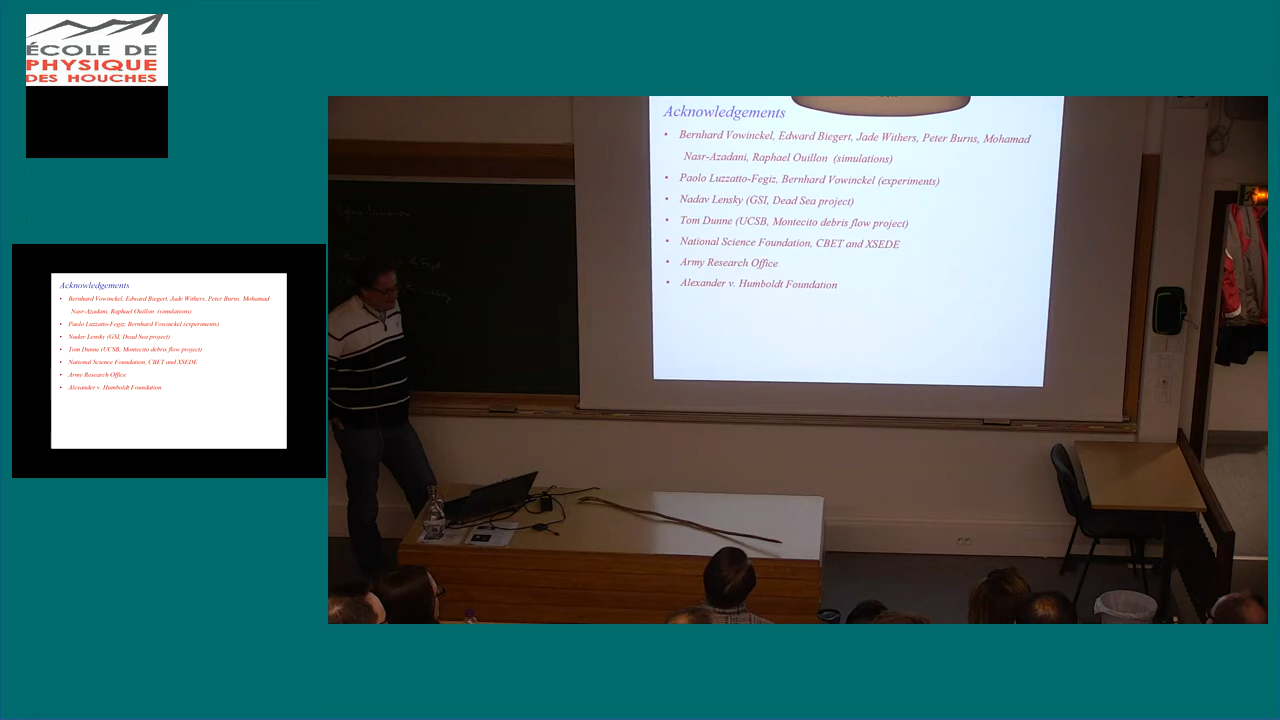 ÉCOLE DE
PHYSIQUE
DES HOUCHES
Acknowledgements
• Bernhard Vowinckel, Edward Biegert, Jade Withers, Peter Burns, Mohamad
Nasr-Azadani, Raphael Ouillon (simulations)
• Paolo Luzzatto-Fegiz, Bernhard Vowinckel (experiments)
• Nadav Lensky (GSI, Dead Sea project)
• Tom Dunne (UCSB, Montecito debris flow project)
• National Science Foundation, CBET and XSEDE
• Army Research Office
• Alexander v. Humboldt Foundation
Acknowledgements
• Bernhard Vowinckel, Edward Biegert, Jade Withers, Peter Burns, Mohamad
Nasr-Azadani, Raphael Ouillon (simulations)
• Paolo Luzzatto-Fegiz, Bernhard Vowinckel (experiments)
• Nadav Lensky (GSI, Dead Sea project)
• Tom Dunne (UCSB, Montecito debris flow project)
• National Science Foundation, CBET and XSEDE
• Army Research Office
• Alexander v. Humboldt Foundation